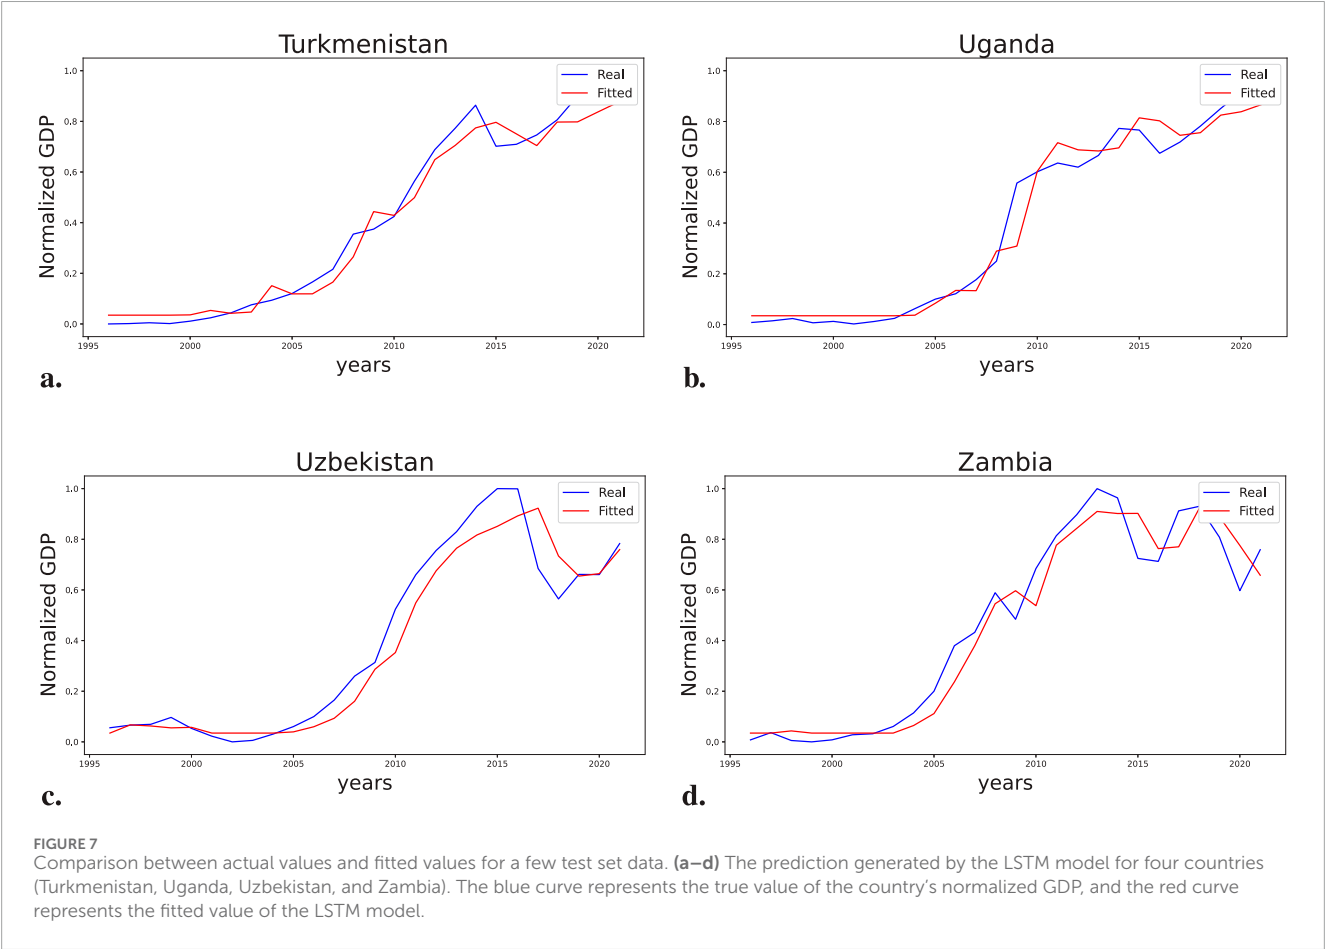 Turkmenistan
Real
Fitted
1.0
0.8
0.6
0.4
0.2
0.0
Normalized GDP
1995 2000 2005 2010 2015 2020
years
a.
Uganda
Real
Fitted
1.0
0.8
0.6
0.4
0.2
0.0
Normalized GDP
1995 2000 2005 2010 2015 2020
years
b.
Uzbekistan
Real
Fitted
1.0
0.8
0.6
0.4
0.2
0.0
Normalized GDP
1995 2000 2005 2010 2015 2020
years
c.
Zambia
Real
Fitted
1.0
0.8
0.6
0.4
0.2
0.0
Normalized GDP
1995 2000 2005 2010 2015 2020
years
d.
FIGURE 7
Comparison between actual values and fitted values for a few test set data. (a–d) The prediction generated by the LSTM model for four countries
(Turkmenistan, Uganda, Uzbekistan, and Zambia). The blue curve represents the true value of the country’s normalized GDP, and the red curve
represents the fitted value of the LSTM model.